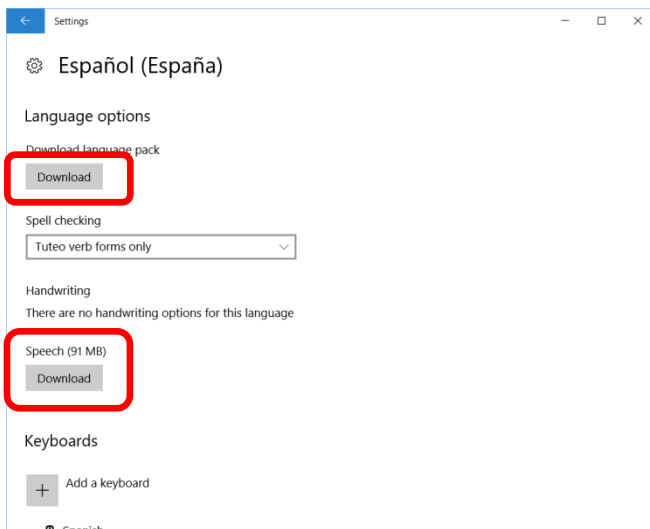 Settings
Español (España)
Language options
Download language pack
Download
Spell checking
Tuteo verb forms only
Handwriting
There are no handwriting options for this language
Speech (91 MB)
Download
Keyboards
Add a keyboard
Spanish